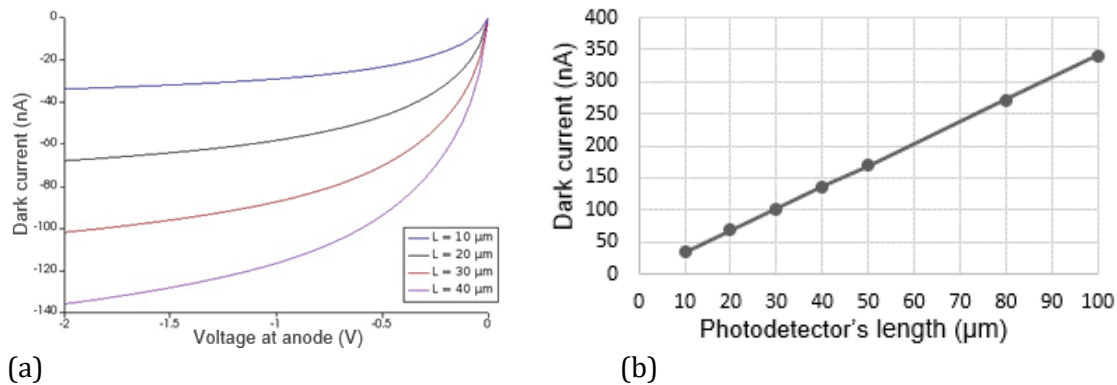 0
-20
-40
-60
-80
-100
-120
-140
Dark current (nA)
-2
-1.5
-1
-0.5
0
Voltage at anode (V)
L = 10 µm
L = 20 µm
L = 30 µm
L = 40 µm
(a)
400
350
300
250
200
150
100
50
0
Dark current (nA)
0 10 20 30 40 50 60 70 80 90 100
Photodetector's length (µm)
(b)